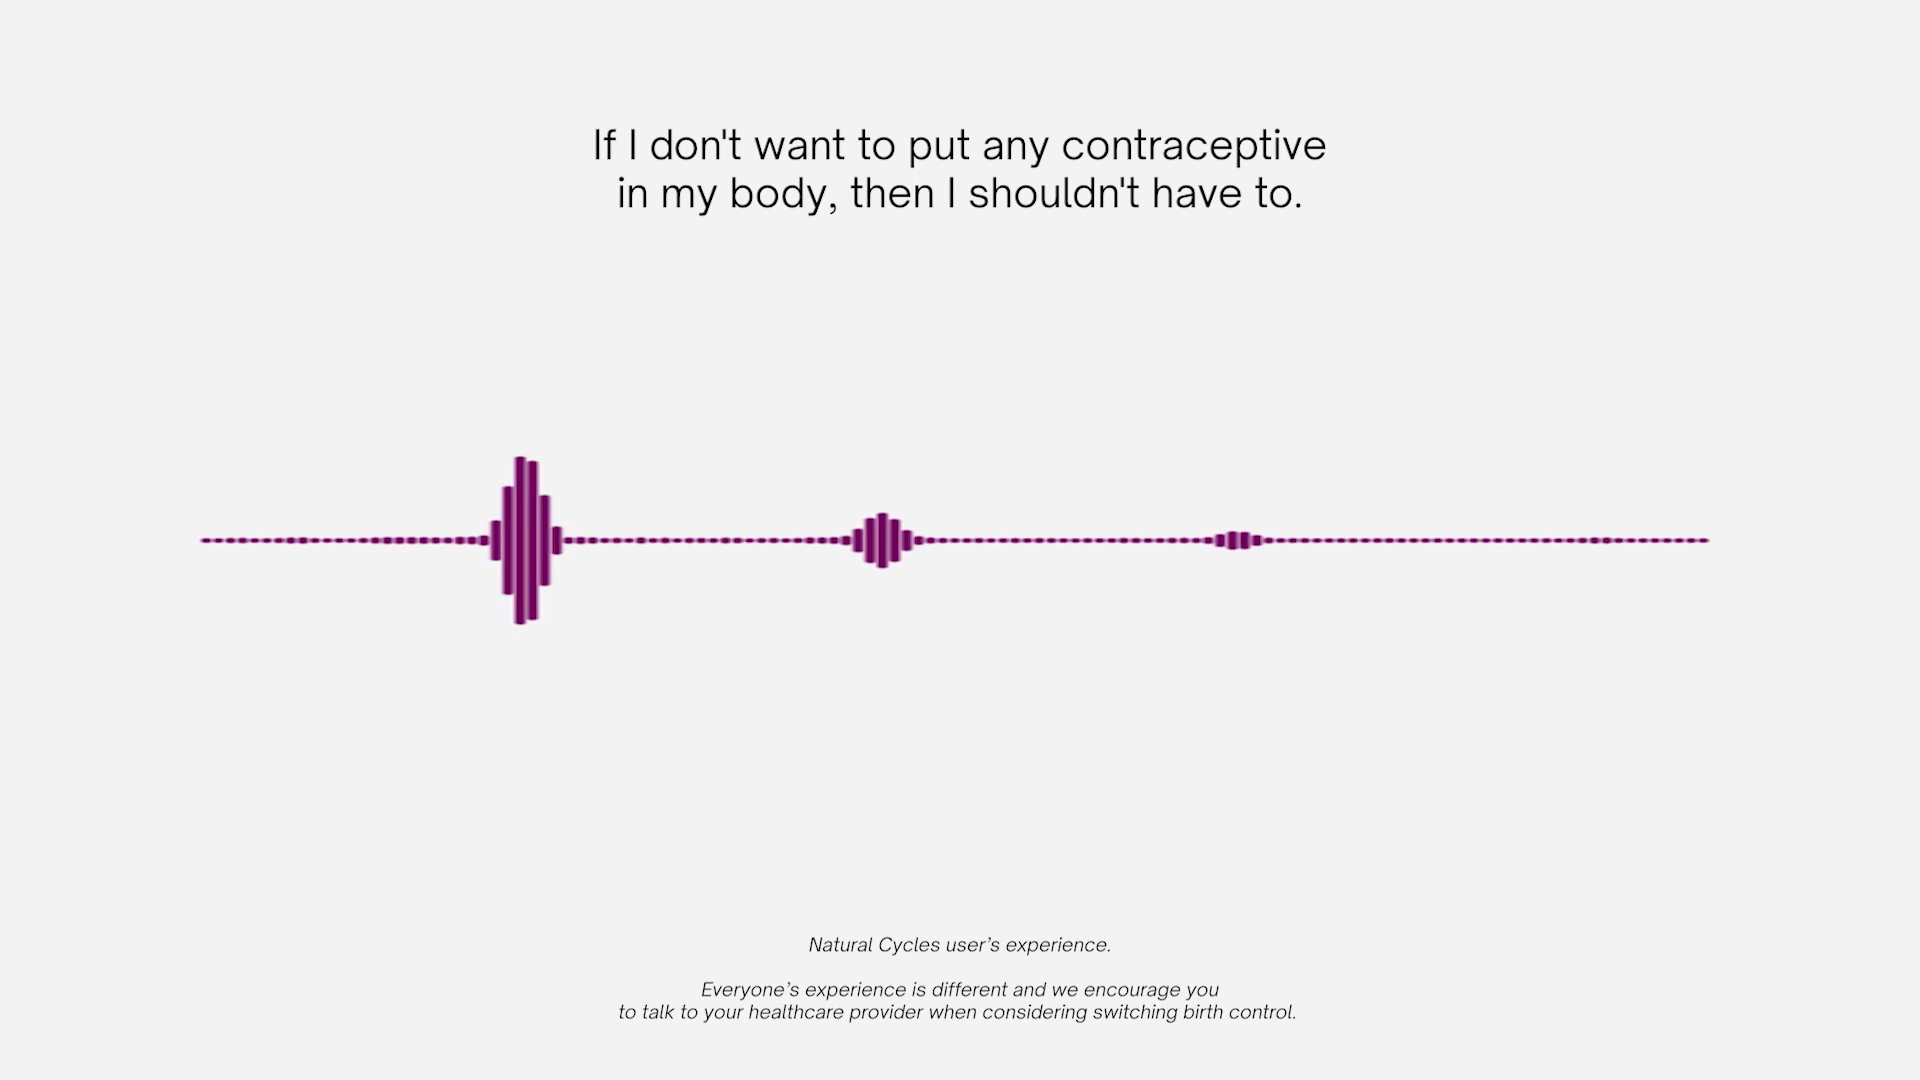 If I don't want to put any contraceptive
in my body, then I shouldn't have to.
Natural Cycles user’s experience.
Everyone’s experience is different and we encourage you
to talk to your healthcare provider when considering switching birth control.